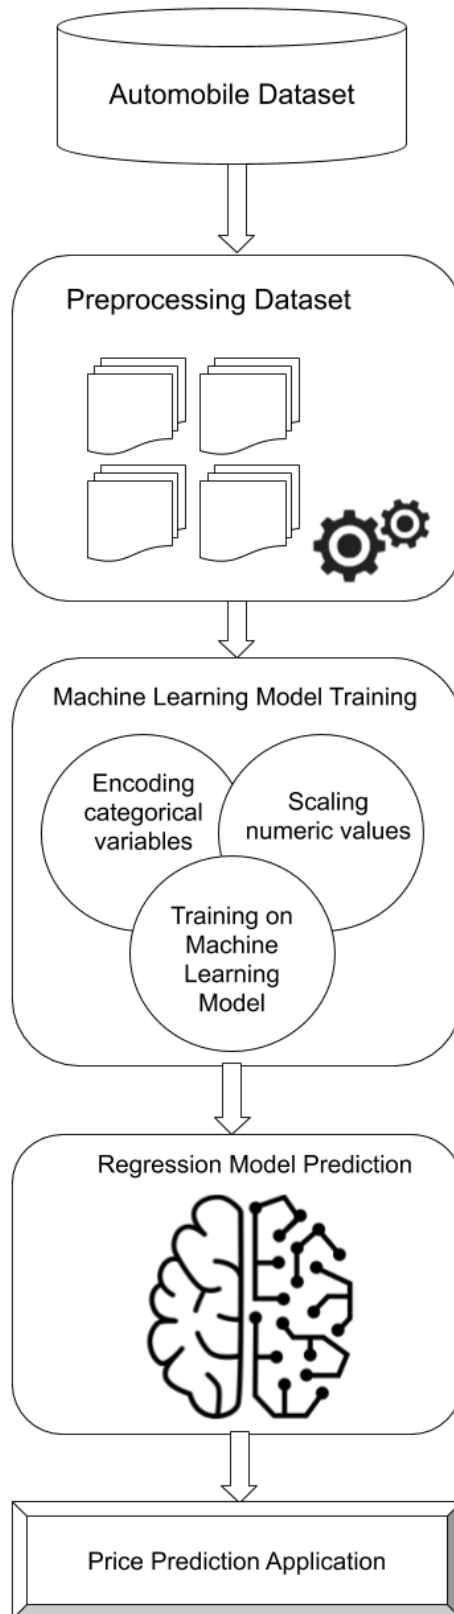 Automobile Dataset
Preprocessing Dataset
Machine Learning Model Training
Encoding
categorical
variables
Scaling
numeric values
Training on
Machine
Learning
Model
Regression Model Prediction
Price Prediction Application